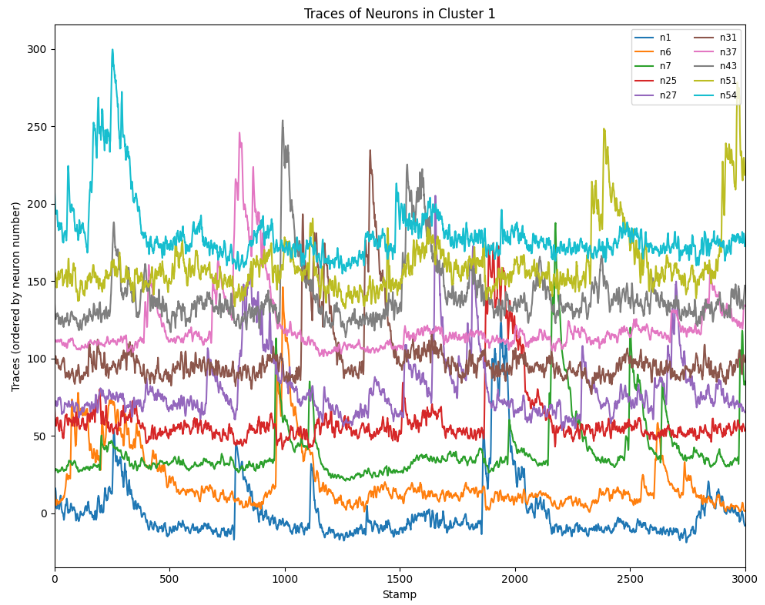 Traces of Neurons in Cluster 1
Traces (ordered by neuron number)
300
250
200
150
100
50
0
n1 n31
n6 n37
n7 n43
n25 n51
n27 n54
0 500 1000 1500 2000 2500 3000
Stamp